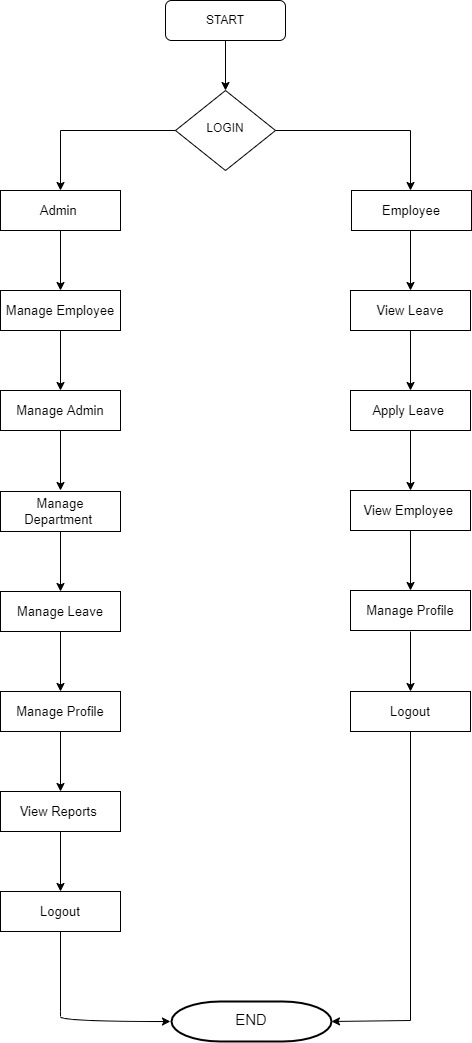 START
LOGIN
Admin
Employee
Manage Employee
View Leave
Manage Admin
Apply Leave
Manage
Department
View Employee
Manage Leave
Manage Profile
Manage Profile
Logout
View Reports
Logout
END